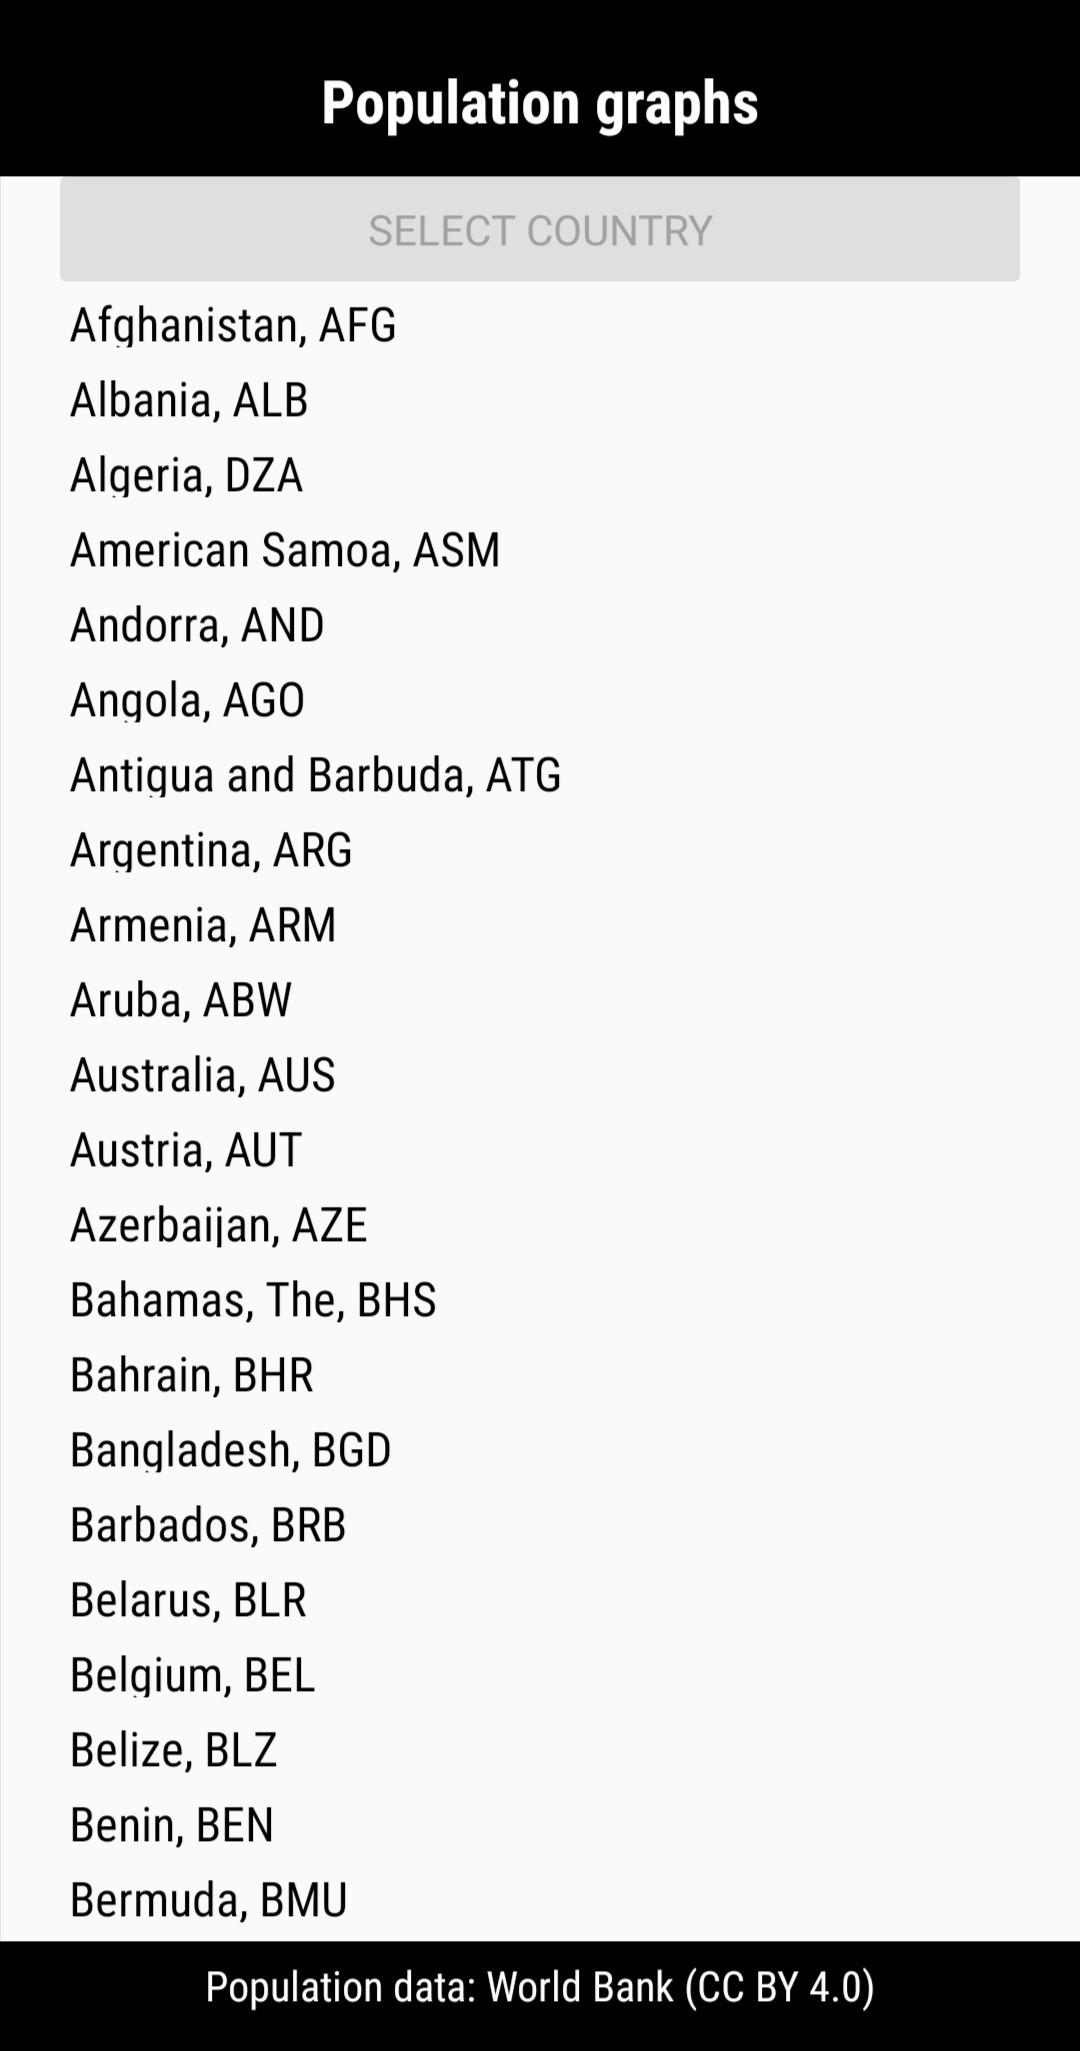 Population graphs
SELECT COUNTRY
Afghanistan, AFG
Albania, ALB
Algeria, DZA
American Samoa, ASM
Andorra, AND
Angola, AGO
Antigua and Barbuda, ATG
Argentina, ARG
Armenia, ARM
Aruba, ABW
Australia, AUS
Austria, AUT
Azerbaijan, AZE
Bahamas, The, BHS
Bahrain, BHR
Bangladesh, BGD
Barbados, BRB
Belarus, BLR
Belgium, BEL
Belize, BLZ
Benin, BEN
Bermuda, BMU
Population data: World Bank (CC BY 4.0)